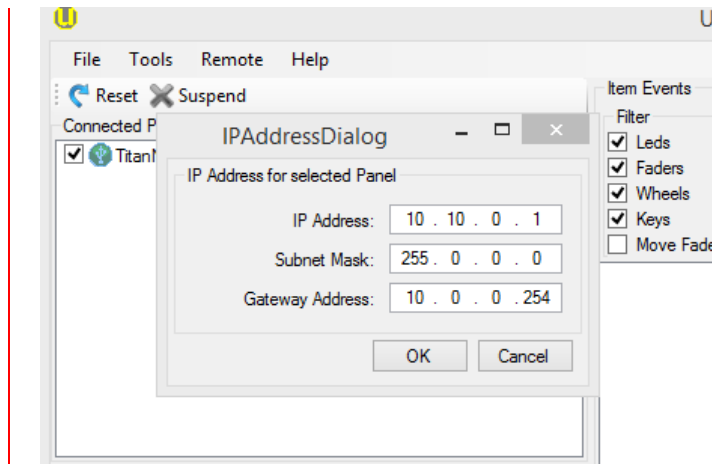 U
File Tools Remote Help
Reset Suspend
Connected P
TitanN
IPAddressDialog
IP Address for selected Panel
IP Address: 10 . 10 . 0 . 1
Subnet Mask: 255 . 0 . 0 . 0
Gateway Address: 10 . 0 . 0 . 254
OK Cancel
Item Events
Filter
Leds
Faders
Wheels
Keys
Move Fade